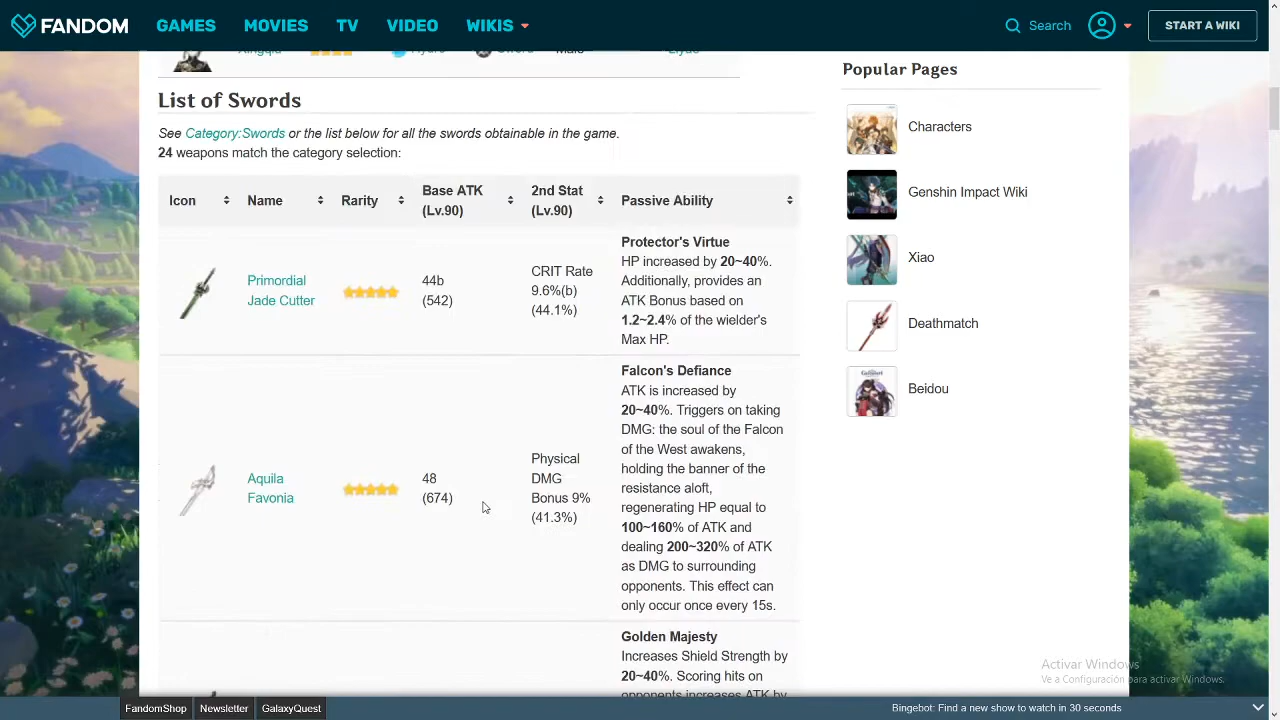 FANDOM GAMES MOVIES TV VIDEO WIKIS Search START A WIKI
Xingqiu Hydro Sword Male Liyue
List of Swords
See Category:Swords or the list below for all the swords obtainable in the game.
24 weapons match the category selection:
Icon Name Rarity Base ATK (Lv.90) 2nd Stat (Lv.90) Passive Ability
Primordial
Jade Cutter
44b
(542)
CRIT Rate
9.6%(b)
(44.1%)
Protector's Virtue
HP increased by 20~40%.
Additionally, provides an
ATK Bonus based on
1.2~2.4% of the wielder's
Max HP.
Aquila
Favonia
48
(674)
Physical
DMG
Bonus 9%
(41.3%)
Falcon's Defiance
ATK is increased by
20~40%. Triggers on taking
DMG: the soul of the Falcon
of the West awakens,
holding the banner of the
resistance aloft,
regenerating HP equal to
100~160% of ATK and
dealing 200~320% of ATK
as DMG to surrounding
opponents. This effect can
only occur once every 15s.
Golden Majesty
Increases Shield Strength by
20~40%. Scoring hits on
opponents increases ATK by
Popular Pages
Characters
Genshin Impact Wiki
Xiao
Deathmatch
Beidou
Activar Windows
Ve a Configuración para activar Windows.
FandomShop Newsletter GalaxyQuest Bingebot: Find a new show to watch in 30 seconds